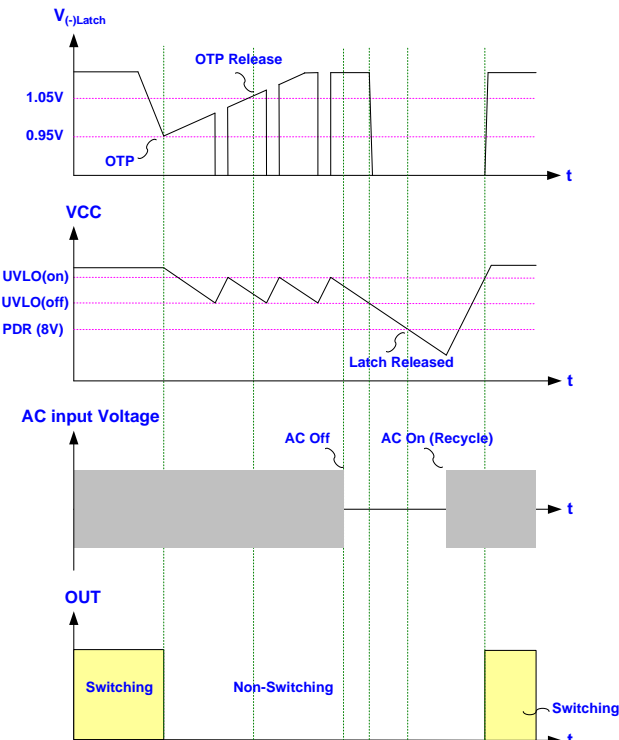 V(-)Latch
OTP Release
1.05V
0.95V
OTP
t
VCC
UVLO(on)
UVLO(off)
PDR (8V)
Latch Released
t
AC input Voltage
AC Off
AC On (Recycle)
t
OUT
Switching
Non-Switching
Switching
t